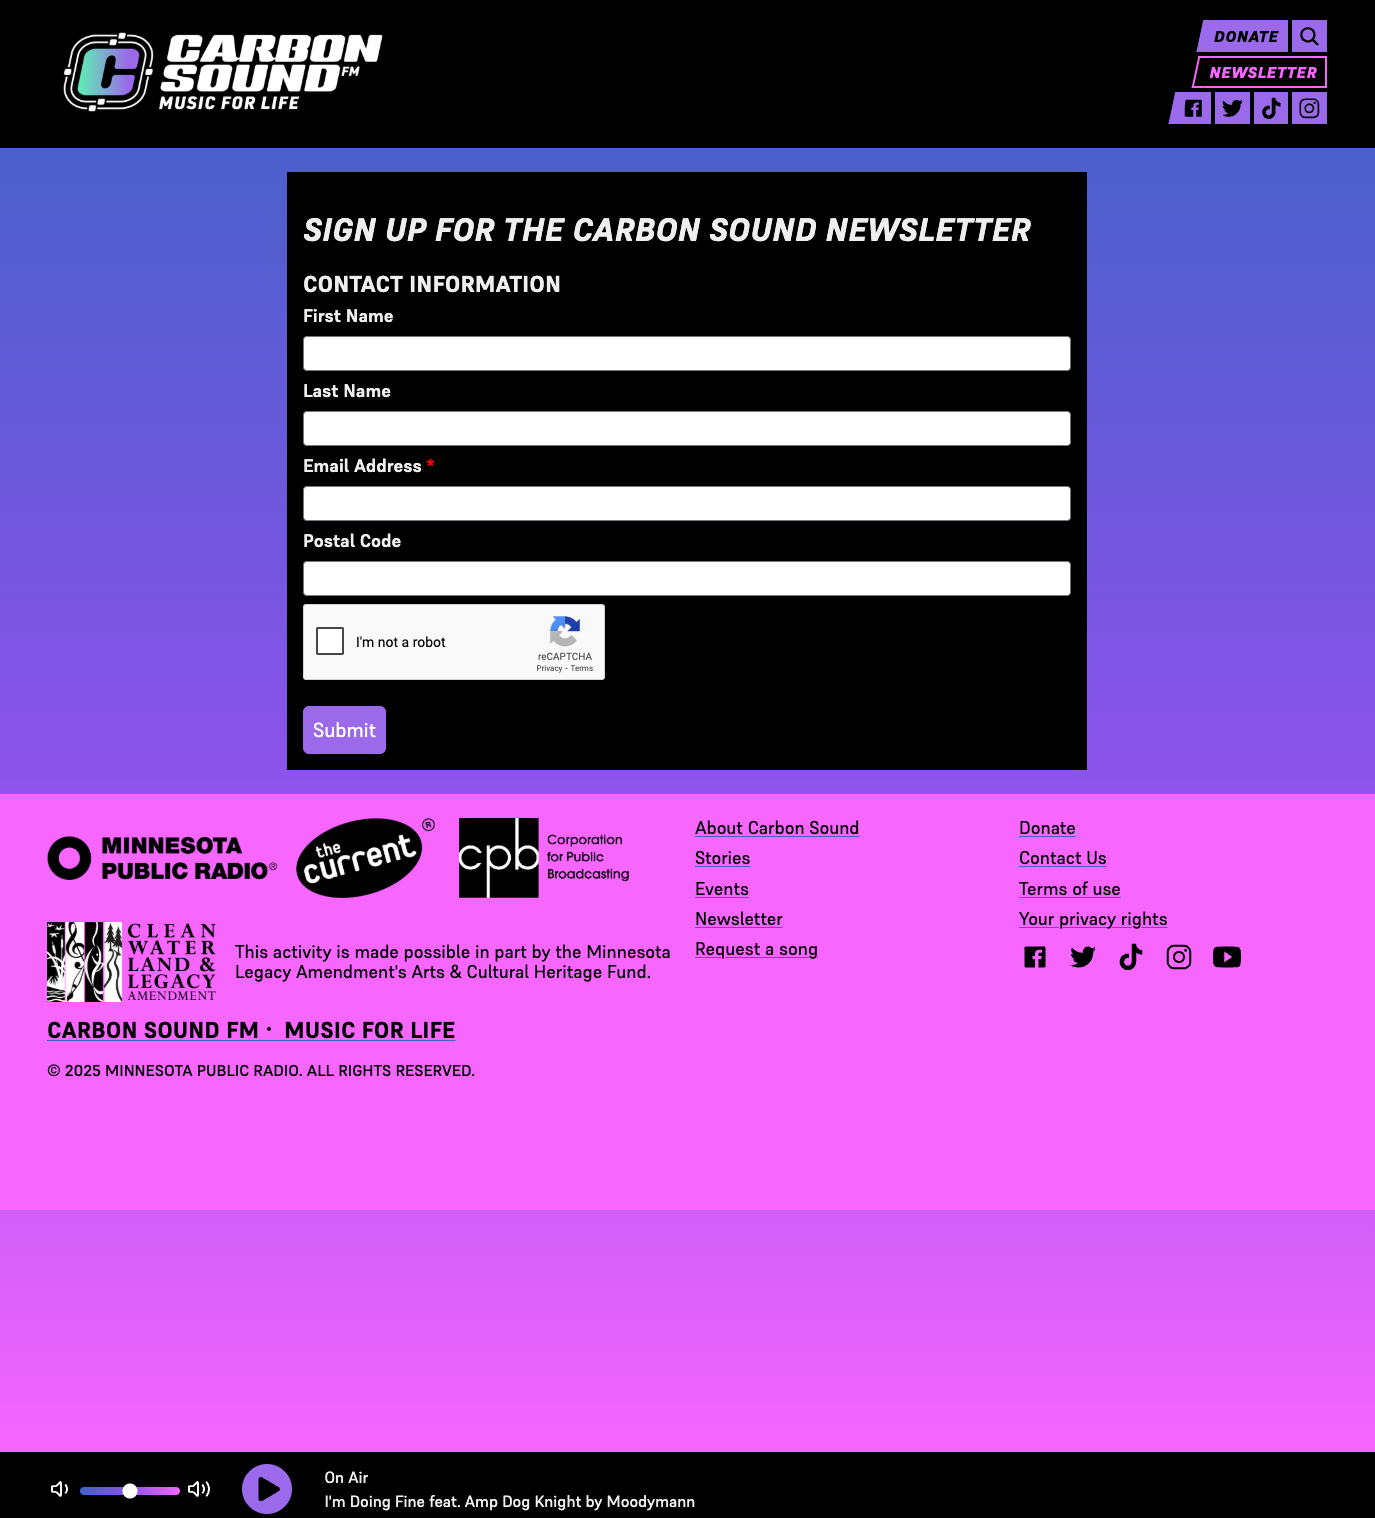 CARBON
SOUND FM
MUSIC FOR LIFE
DONATE
NEWSLETTER
SIGN UP FOR THE CARBON SOUND NEWSLETTER
CONTACT INFORMATION
First Name
Last Name
Email Address *
Postal Code
I'm not a robot
reCAPTCHA
Privacy - Terms
Submit
MINNESOTA
PUBLIC RADIO®
the
current®
cpb
Corporation
for Public
Broadcasting
CLEAN
WATER
LAND &
LEGACY
AMENDMENT
This activity is made possible in part by the Minnesota
Legacy Amendment's Arts & Cultural Heritage Fund.
CARBON SOUND FM · MUSIC FOR LIFE
© 2025 MINNESOTA PUBLIC RADIO. ALL RIGHTS RESERVED.
About Carbon Sound
Stories
Events
Newsletter
Request a song
Donate
Contact Us
Terms of use
Your privacy rights
On Air
I'm Doing Fine feat. Amp Dog Knight by Moodymann